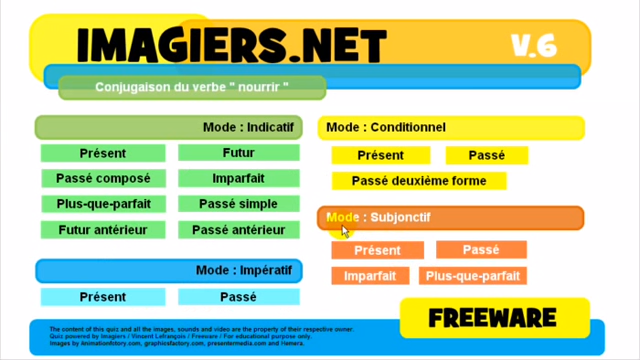 IMAGIERS.NET
V.6
Conjugaison du verbe " nourrir "
Mode : Indicatif
Présent
Futur
Passé composé
Imparfait
Plus-que-parfait
Passé simple
Futur antérieur
Passé antérieur
Mode : Impératif
Présent
Passé
Mode : Conditionnel
Présent
Passé
Passé deuxième forme
Mode : Subjonctif
Présent
Passé
Imparfait
Plus-que-parfait
FREEWARE
The content of this quiz and all the images, sounds and video are the property of their respective owner.
Quiz powered by Imagiers / Vincent Lefrançois / Freeware / For educational purpose only.
Images by Animationfctory.com, graphicsfactory.com, presentermedia.com and Hemera.